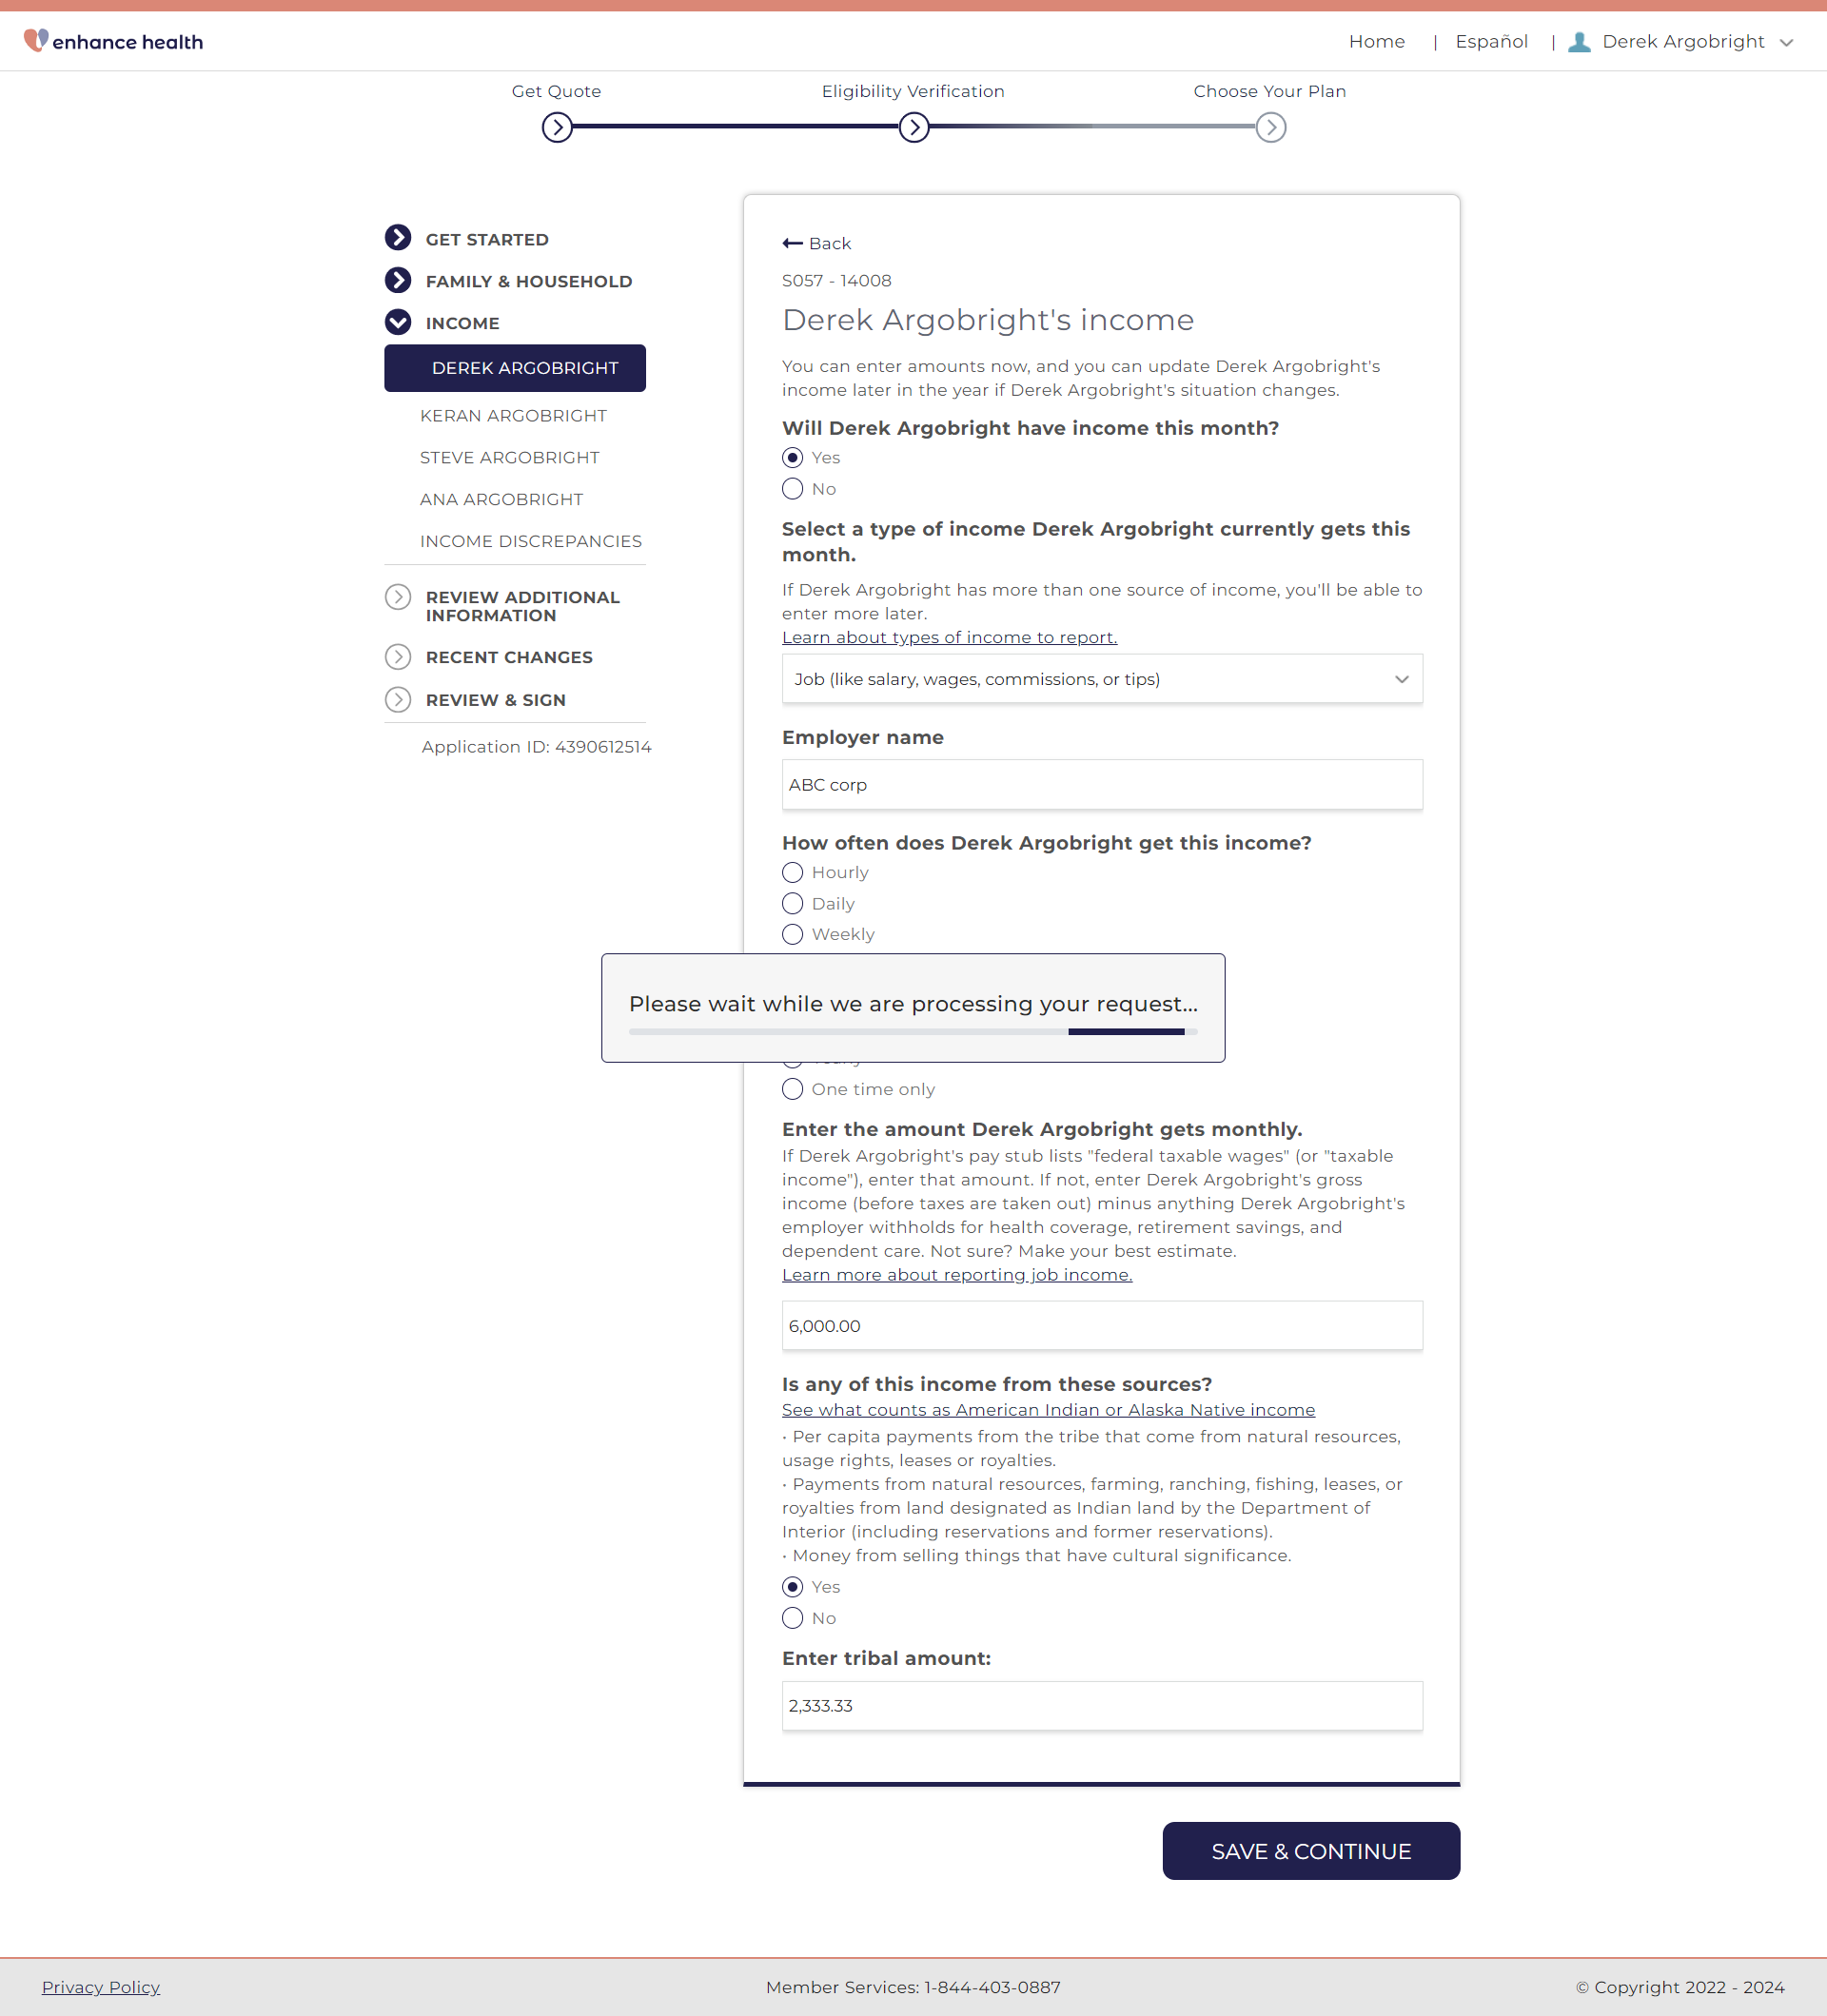 enhance health
Home | Español | Derek Argobright
Get Quote
Eligibility Verification
Choose Your Plan
GET STARTED
FAMILY & HOUSEHOLD
INCOME
DEREK ARGOBRIGHT
KERAN ARGOBRIGHT
STEVE ARGOBRIGHT
ANA ARGOBRIGHT
INCOME DISCREPANCIES
REVIEW ADDITIONAL
INFORMATION
RECENT CHANGES
REVIEW & SIGN
Application ID: 4390612514
Back
S057 - 14008
Derek Argobright's income
You can enter amounts now, and you can update Derek Argobright's
income later in the year if Derek Argobright's situation changes.
Will Derek Argobright have income this month?
Yes
No
Select a type of income Derek Argobright currently gets this
month.
If Derek Argobright has more than one source of income, you'll be able to
enter more later.
Learn about types of income to report.
Job (like salary, wages, commissions, or tips)
Employer name
ABC corp
How often does Derek Argobright get this income?
Hourly
Daily
Weekly
Please wait while we are processing your request...
One time only
Enter the amount Derek Argobright gets monthly.
If Derek Argobright's pay stub lists "federal taxable wages" (or "taxable
income"), enter that amount. If not, enter Derek Argobright's gross
income (before taxes are taken out) minus anything Derek Argobright's
employer withholds for health coverage, retirement savings, and
dependent care. Not sure? Make your best estimate.
Learn more about reporting job income.
6,000.00
Is any of this income from these sources?
See what counts as American Indian or Alaska Native income
• Per capita payments from the tribe that come from natural resources,
usage rights, leases or royalties.
• Payments from natural resources, farming, ranching, fishing, leases, or
royalties from land designated as Indian land by the Department of
Interior (including reservations and former reservations).
• Money from selling things that have cultural significance.
Yes
No
Enter tribal amount:
2,333.33
SAVE & CONTINUE
Privacy Policy
Member Services: 1-844-403-0887
© Copyright 2022 - 2024